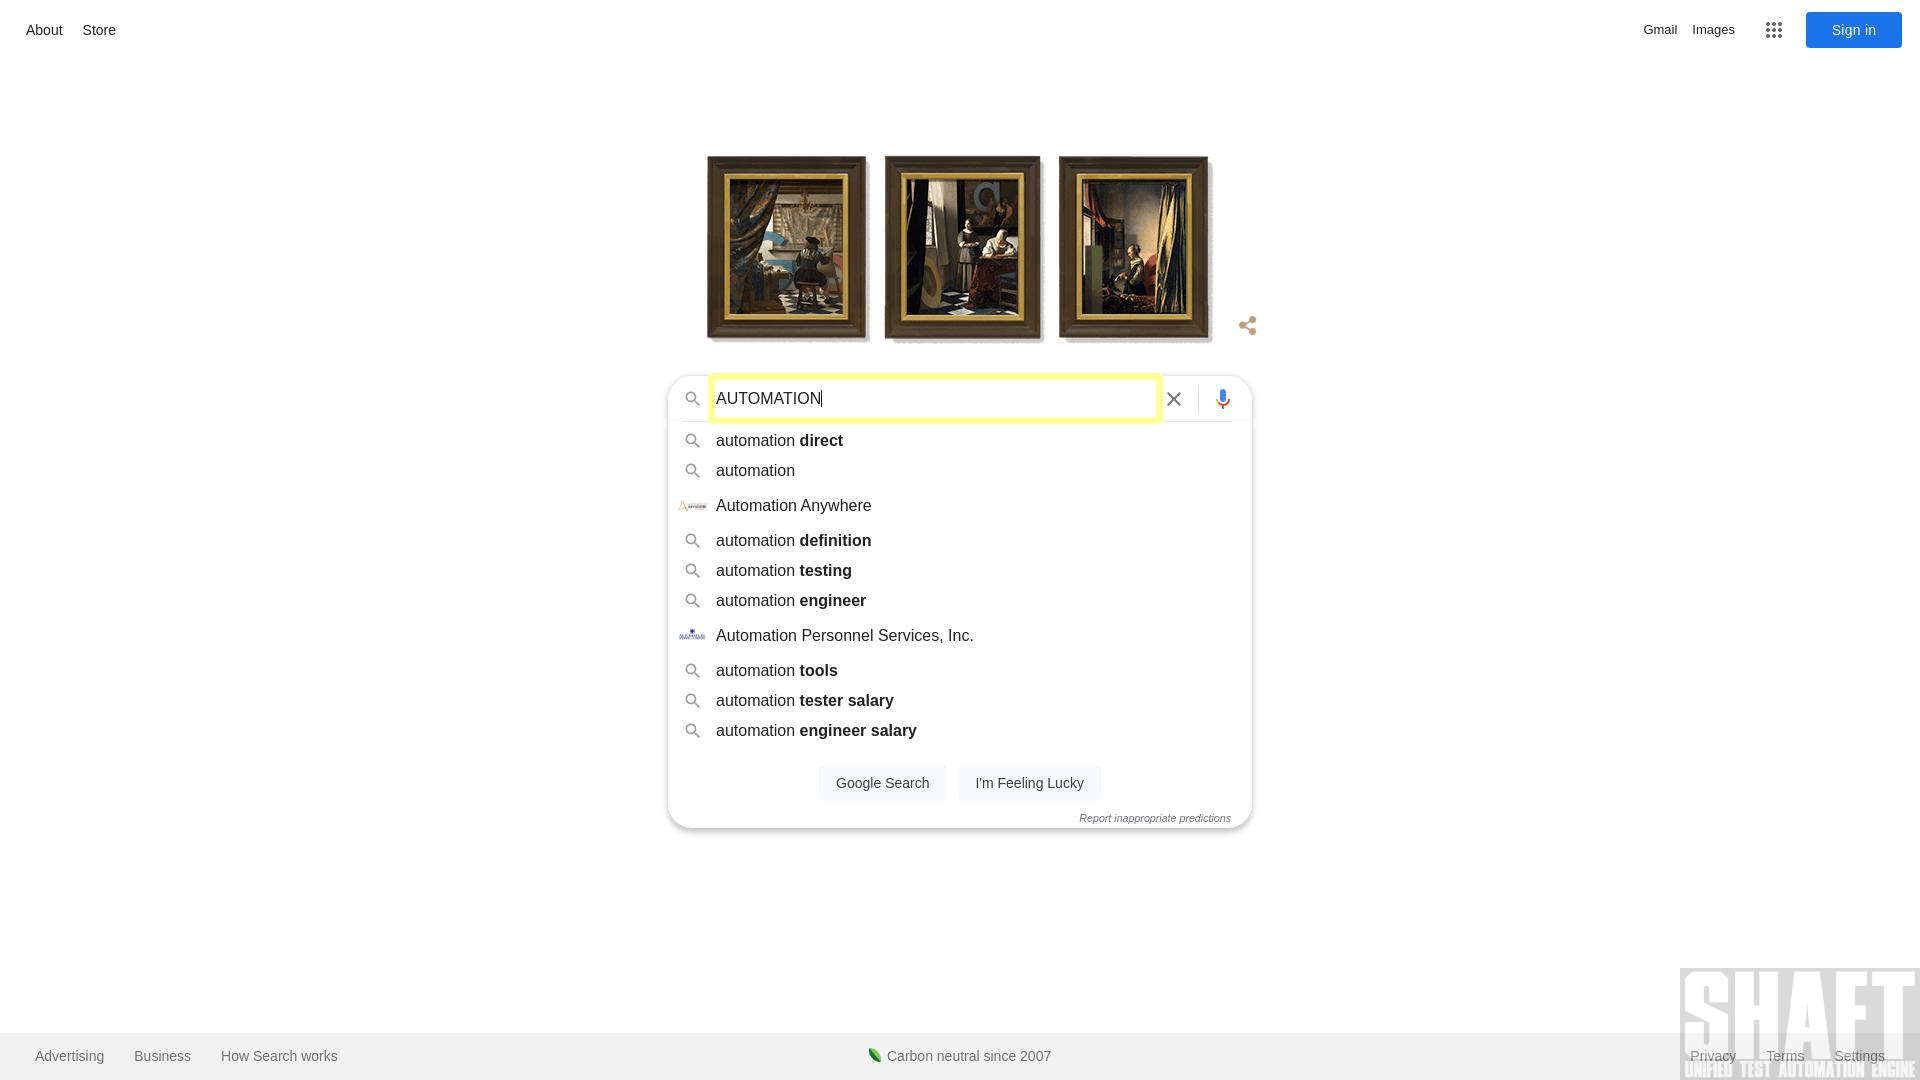 About Store Gmail Images Sign in
AUTOMATION
automation direct
automation
Automation Anywhere
automation definition
automation testing
automation engineer
Automation Personnel Services, Inc.
automation tools
automation tester salary
automation engineer salary
Google Search I'm Feeling Lucky
Report inappropriate predictions
SHAFT
Advertising Business How Search works Carbon neutral since 2007 Privacy Terms Settings
UNIFIED TEST AUTOMATION ENGINE